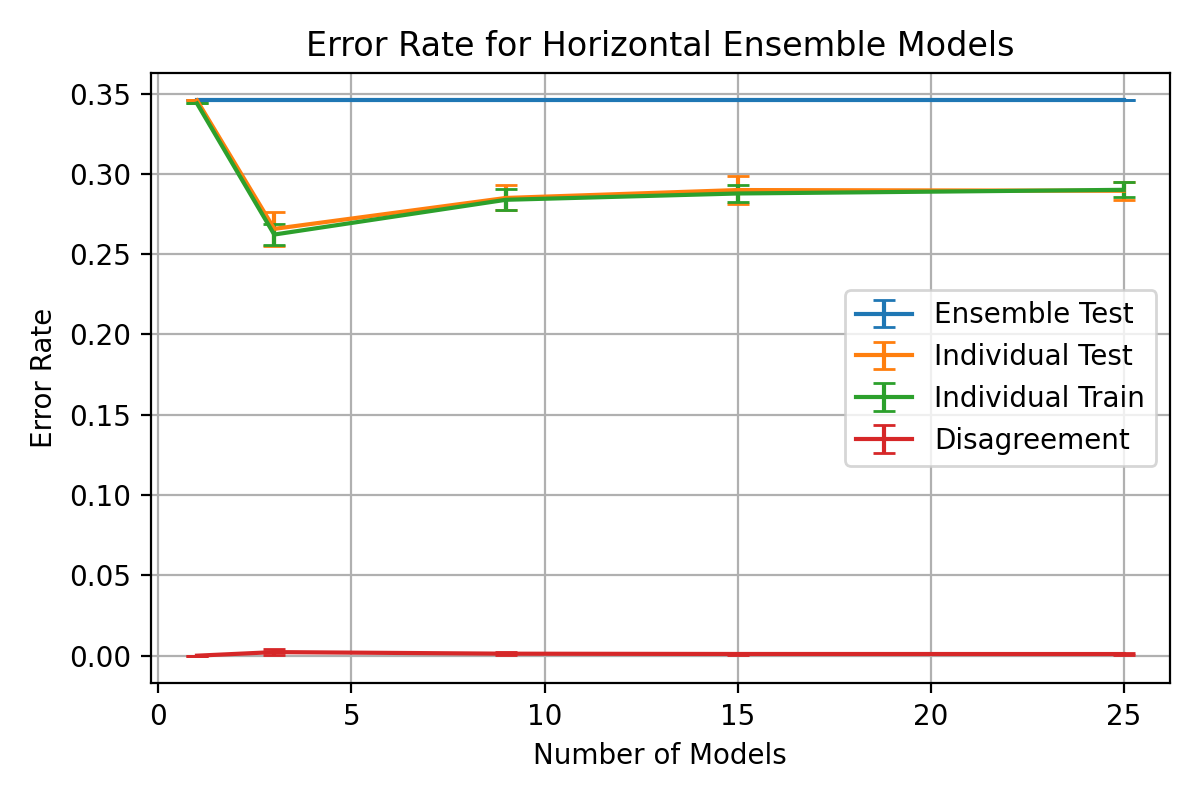 Error Rate for Horizontal Ensemble Models
Error Rate
0.35
0.30
0.25
0.20
0.15
0.10
0.05
0.00
Ensemble Test
Individual Test
Individual Train
Disagreement
0
5
10
15
20
25
Number of Models